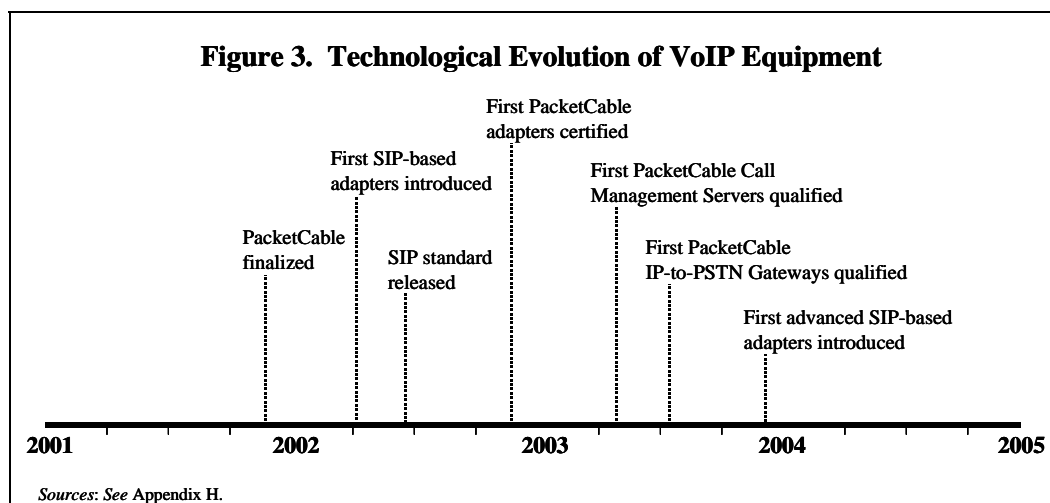 Figure 3. Technological Evolution of VoIP Equipment
First PacketCable
adapters certified
First SIP-based
adapters introduced
First PacketCable Call
Management Servers qualified
PacketCable
finalized
SIP standard
released
First PacketCable
IP-to-PSTN Gateways qualified
First advanced SIP-based
adapters introduced
2001 2002 2003 2004 2005
Sources: See Appendix H.